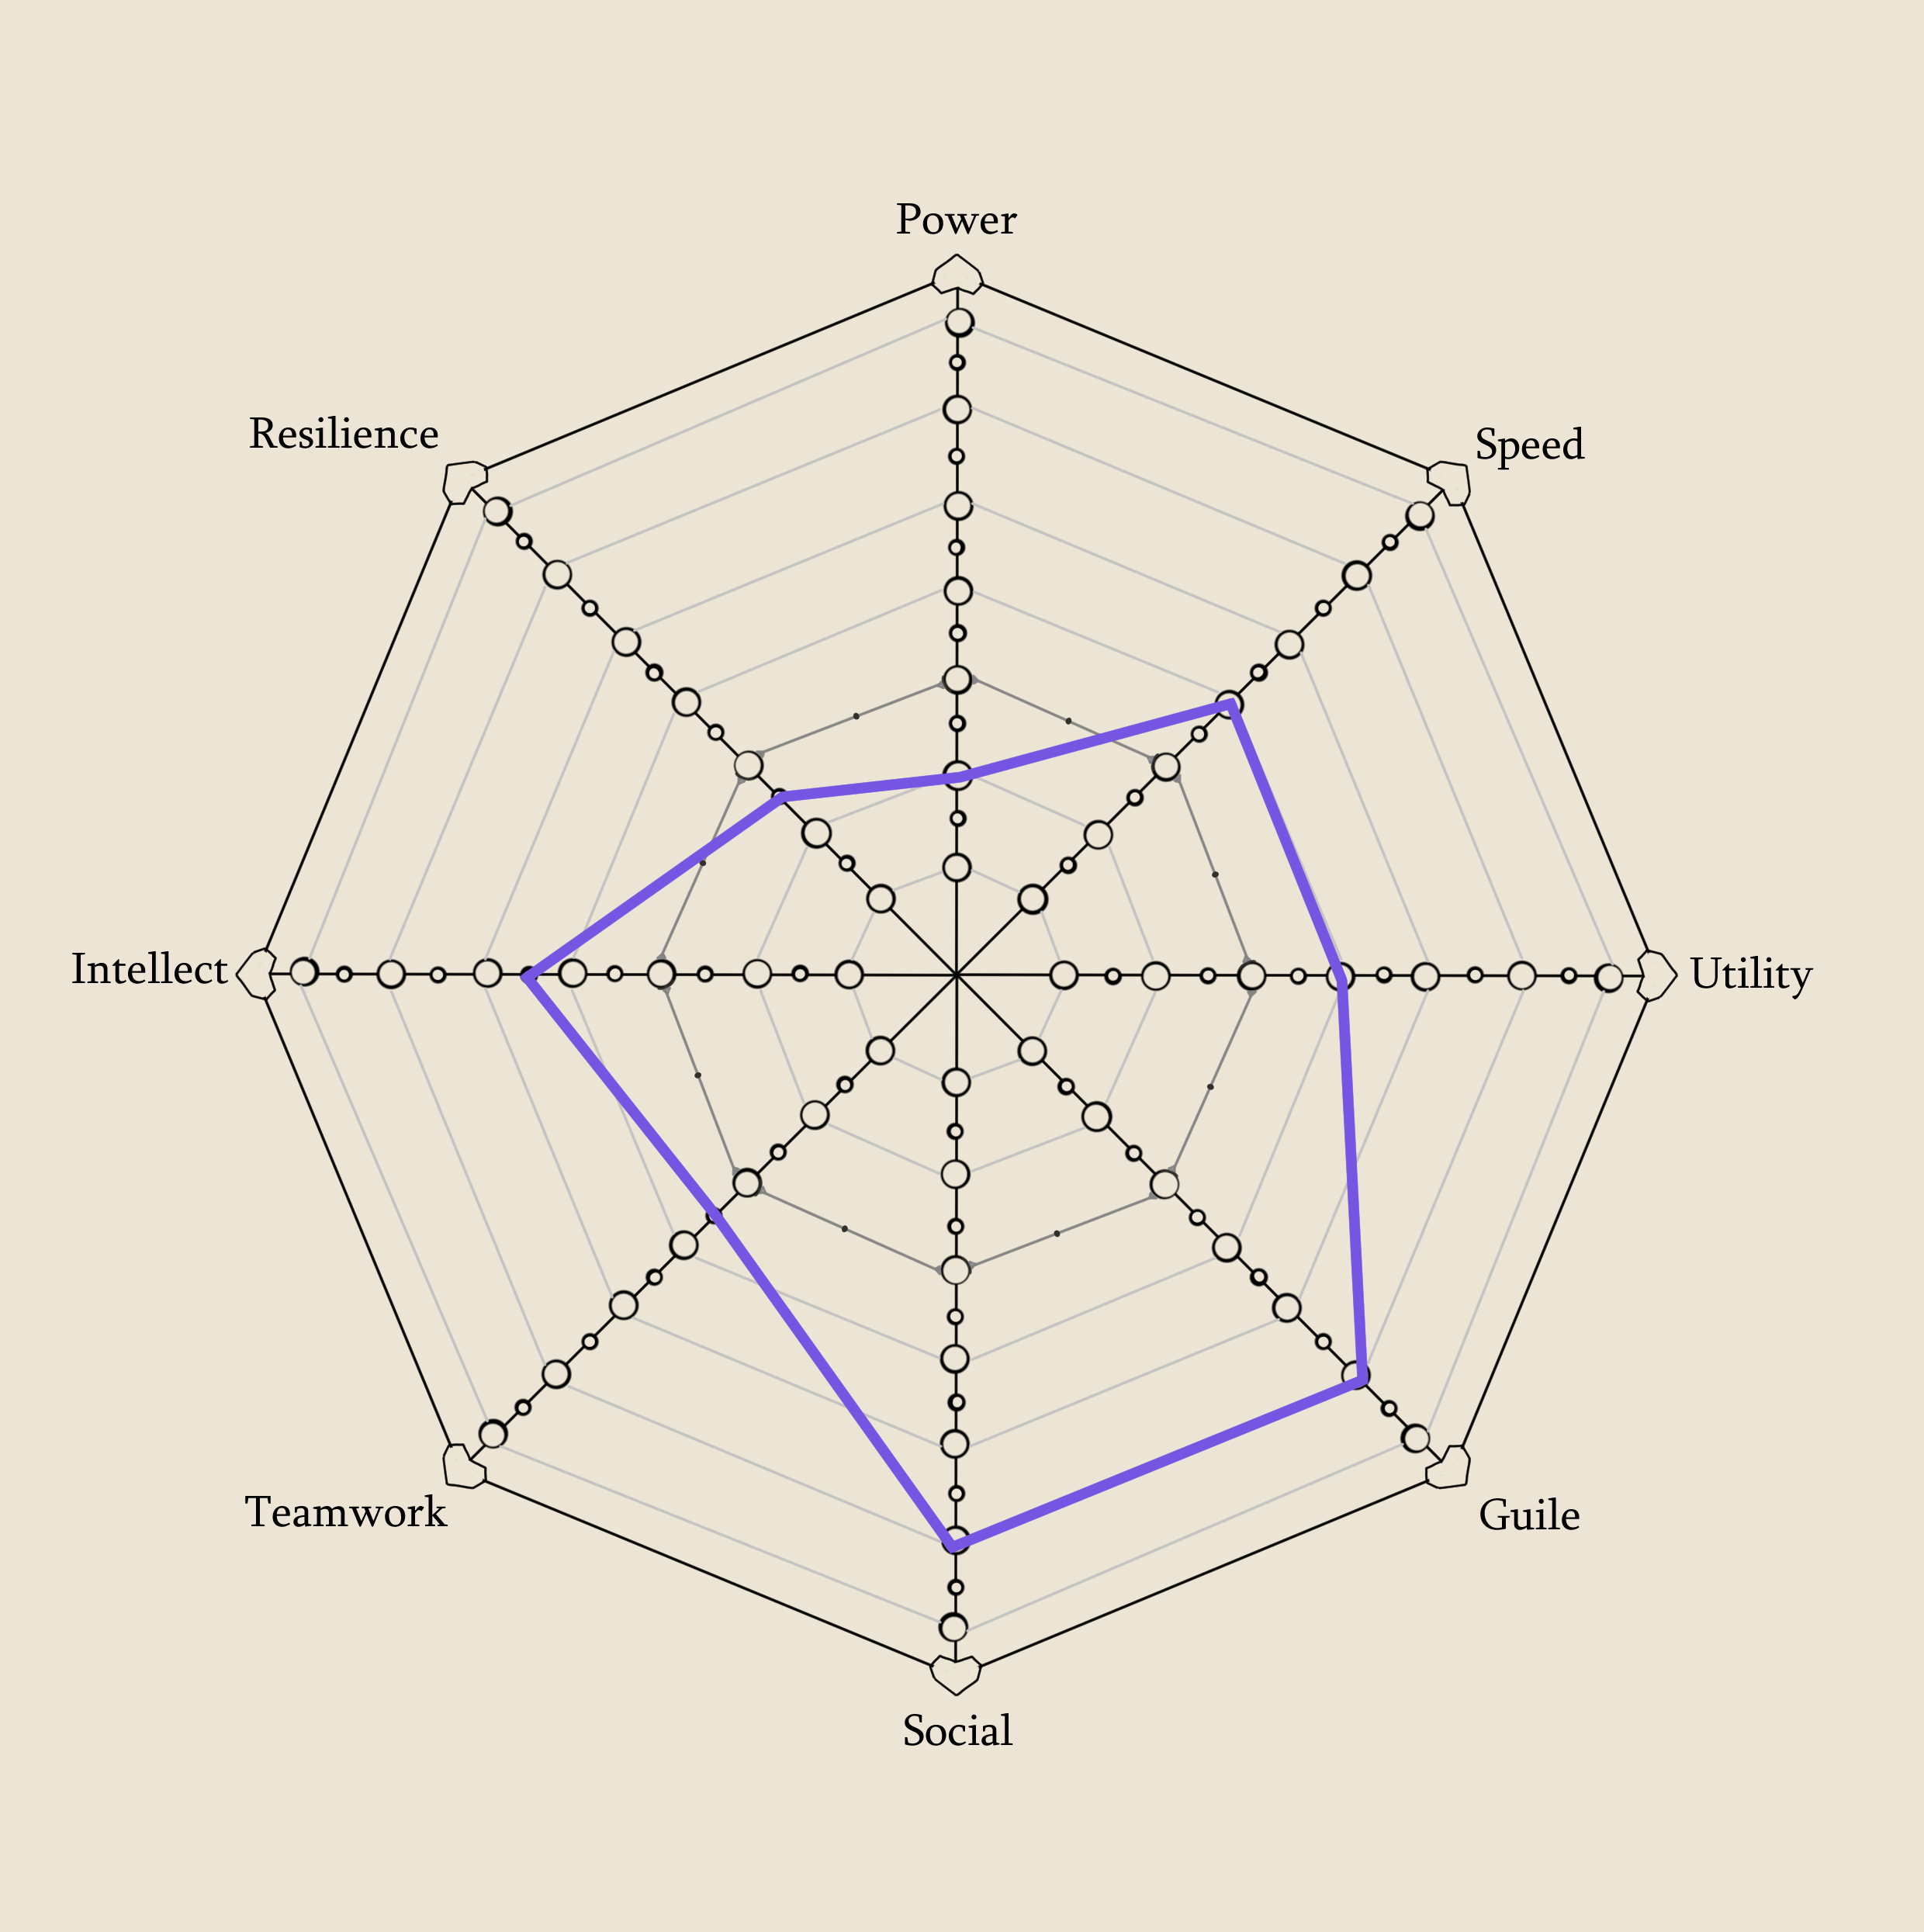 Power
Resilience
Speed
Intellect
Utility
Teamwork
Guile
Social